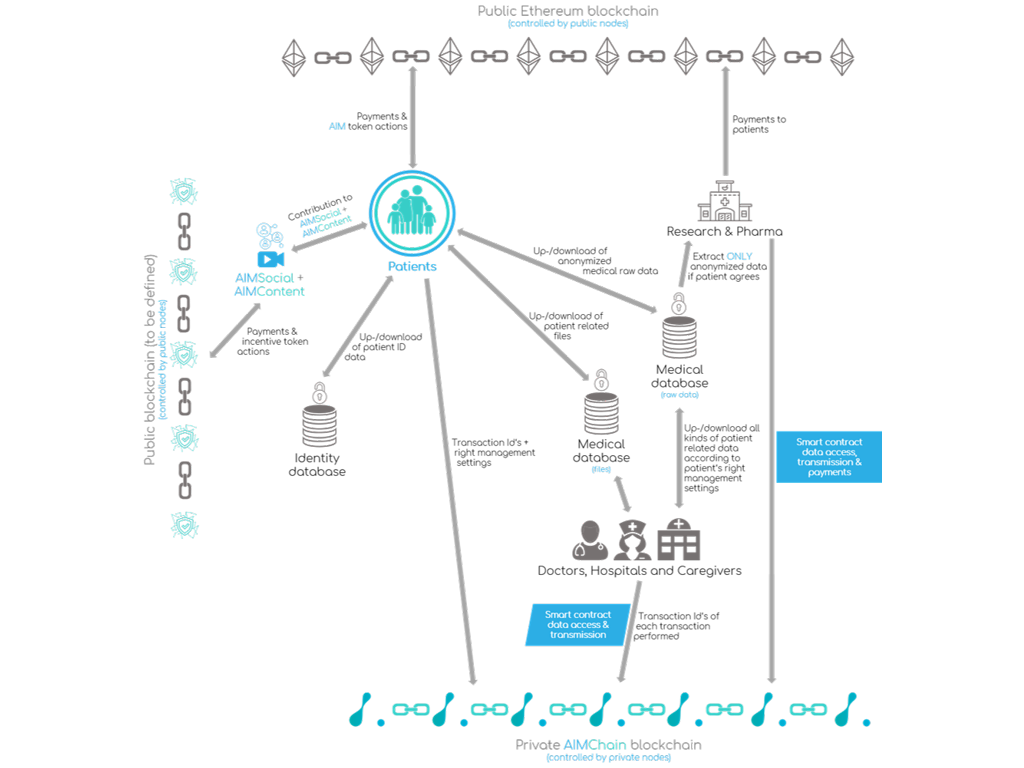 Public Ethereum blockchain
(controlled by public nodes)
Payments &
AIM token actions
Payments to
patients
Contribution to
AIMSocial +
AIMContent
Patients
Research & Pharma
Up-/download of
anonymized
medical raw data
Extract ONLY
anonymized data
if patient agrees
AIMSocial +
AIMContent
Public blockchain (to be defined)
(controlled by public nodes)
Payments &
incentive token
actions
Up-/download
of patient ID
data
Up-/download of
patient related
files
Medical
database
(raw data)
Identity
database
Medical
database
(files)
Transaction Id's +
right management
settings
Up-/download all
kinds of patient
related data
according to
patient's right
management
settings
Smart contract
data access,
transmission &
payments
Doctors, Hospitals and Caregivers
Smart contract
data access &
transmission
Transaction Id's of
each transaction
performed
Private AIMChain blockchain
(controlled by private nodes)